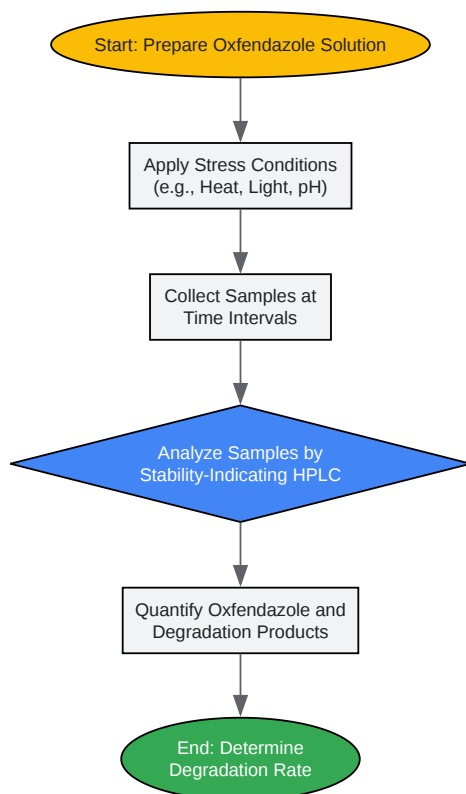 Start: Prepare Oxfendazole Solution
Apply Stress Conditions
(e.g., Heat, Light, pH)
Collect Samples at
Time Intervals
Analyze Samples by
Stability-Indicating HPLC
Quantify Oxfendazole and
Degradation Products
End: Determine
Degradation Rate